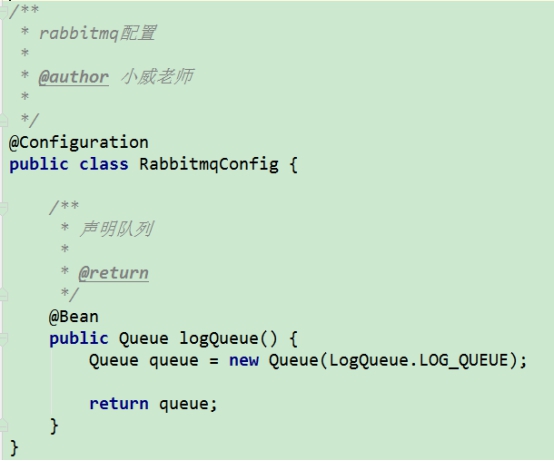 /**
 * rabbitmq配置
 *
 * @author 小威老师
 *
 */
@Configuration
public class RabbitmqConfig {
    /**
     * 声明队列
     *
     * @return
     */
    @Bean
    public Queue logQueue() {
        Queue queue = new Queue(LogQueue.LOG_QUEUE);
        return queue;
    }
}